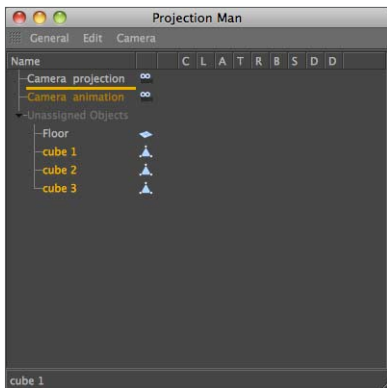 Projection Man
General Edit Camera
Name C L A T R B S D D
Camera projection
Camera animation
Unassigned Objects
Floor
cube 1
cube 2
cube 3
cube 1